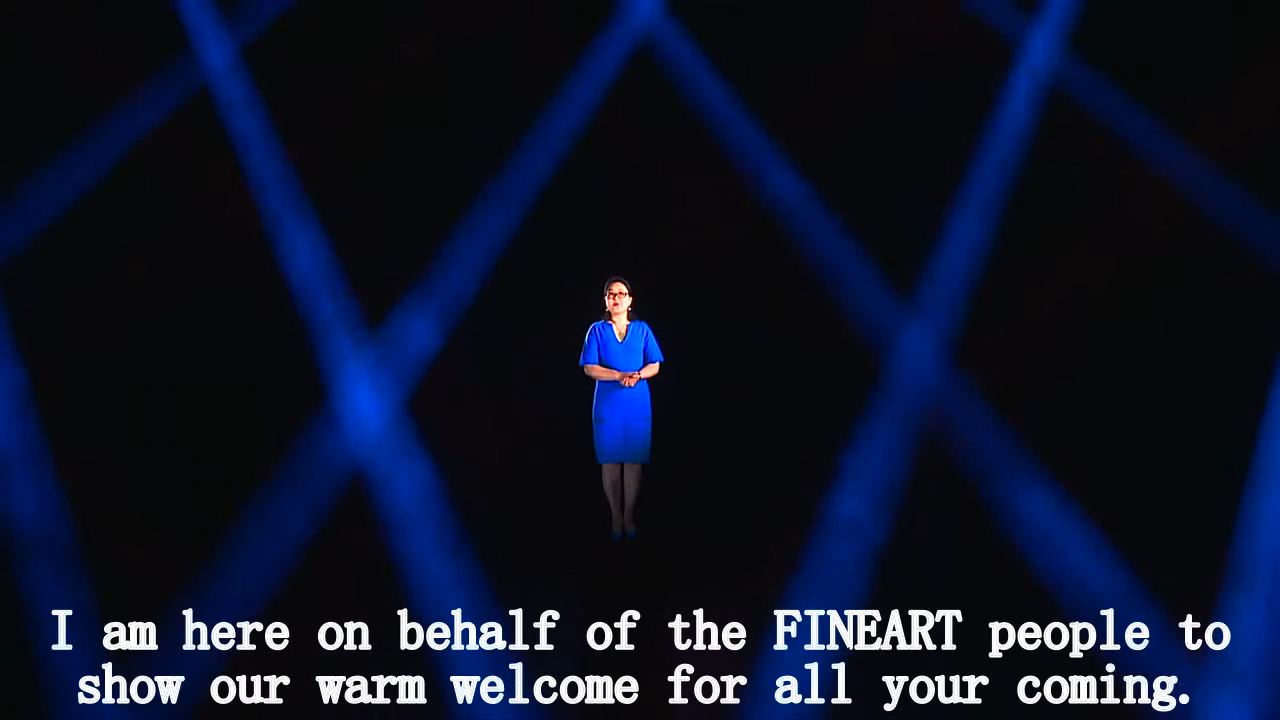 I am here on behalf of the FINEART people to
show our warm welcome for all your coming.